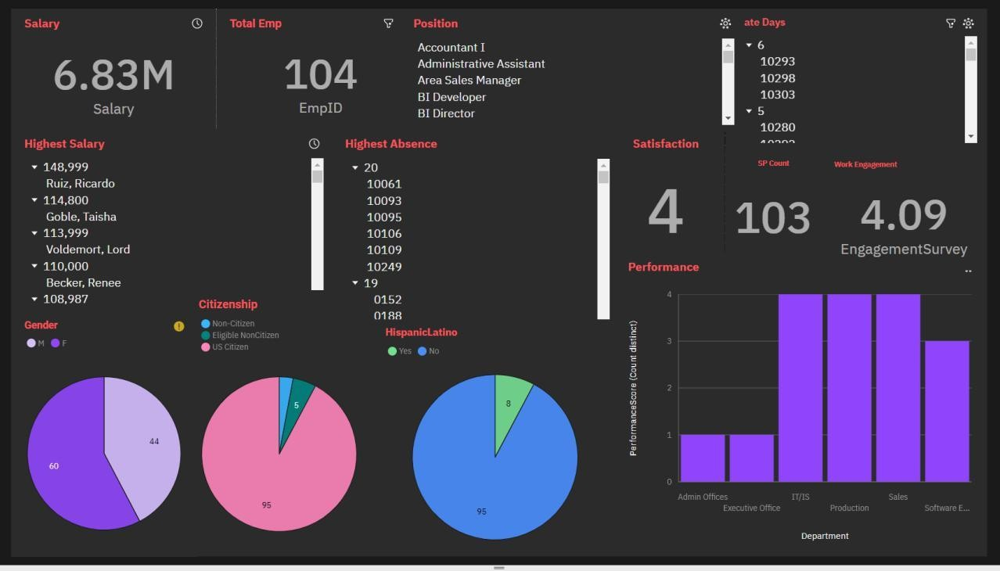 Salary
6.83M
Salary
Total Emp
104
EmpID
Position
Accountant I
Administrative Assistant
Area Sales Manager
BI Developer
BI Director
ate Days
6
10293
10298
10303
5
10280
Highest Salary
148,999
Ruiz, Ricardo
114,800
Goble, Taisha
113,999
Voldemort, Lord
110,000
Becker, Renee
108,987
Highest Absence
20
10061
10093
10095
10106
10109
10249
19
0152
0188
Satisfaction
4
SP Count
103
Work Engagement
4.09
EngagementSurvey
Gender
M F
44
60
Citizenship
Non-Citizen
Eligible NonCitizen
US Citizen
5
95
HispanicLatino
Yes No
8
95
Performance
PerformanceScore (Count distinct)
4
3
2
1
0
Admin Offices
Executive Office
IT/IS
Production
Sales
Software E...
Department